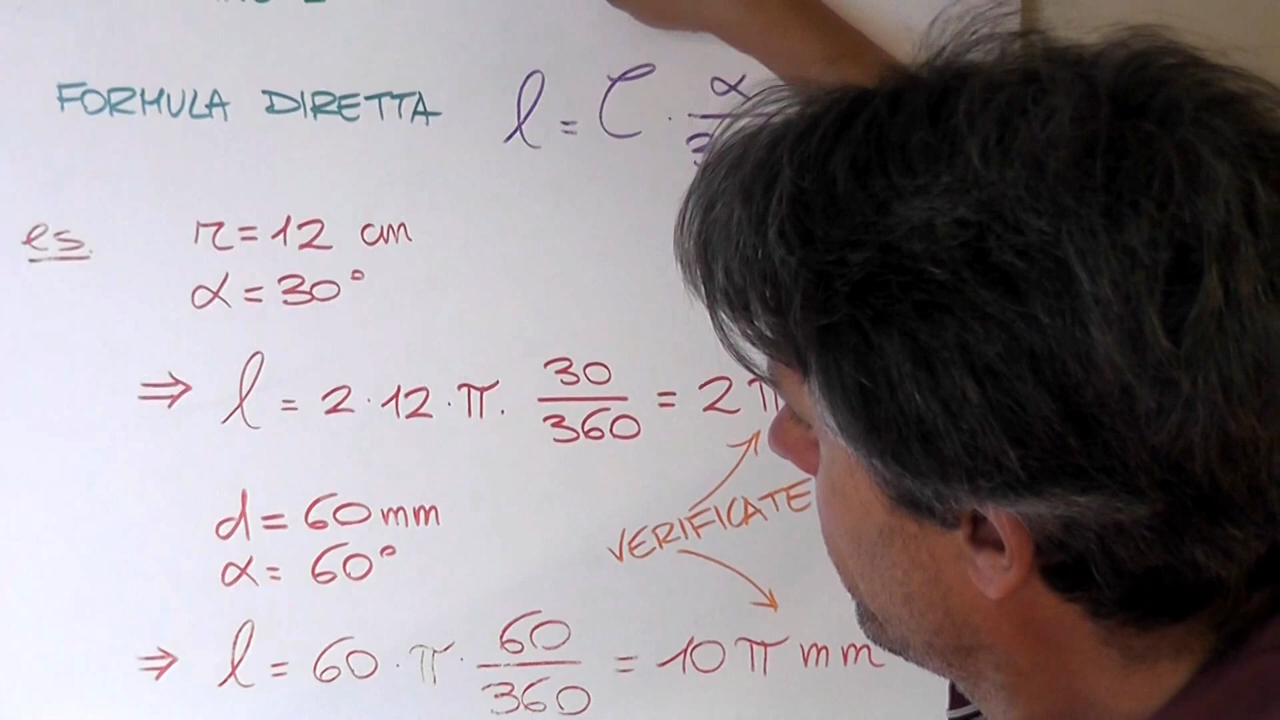 FORMULA DIRETTA l = C · α
es. r = 12 cm
α = 30°
⇒ l = 2 · 12 · π · 30/360 = 2π
VERIFICATE
d = 60 mm
α = 60°
⇒ l = 60 · π · 60/360 = 10 π mm